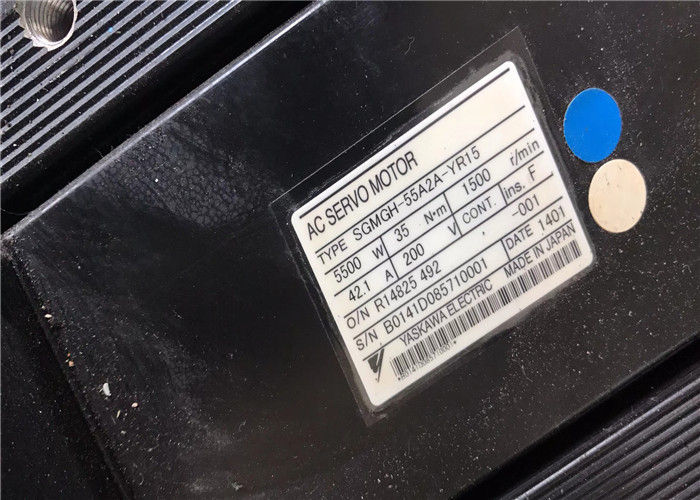 AC SERVO MOTOR
TYPE SGMGH-55A2A-YR15
5500 W 35 N·m 1500 r/min
42.1 A 200 V CONT. ins. F
O/N R14825 492 , -001
S/N B0141D085710001 DATE 1401
YASKAWA ELECTRIC MADE IN JAPAN